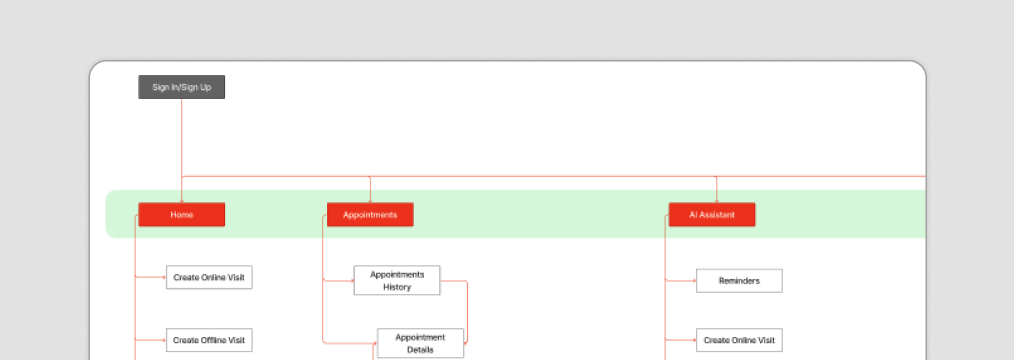 Sign In/Sign Up
Home
Appointments
AI Assistant
Create Online Visit
Appointments
History
Reminders
Create Offline Visit
Appointment
Details
Create Online Visit